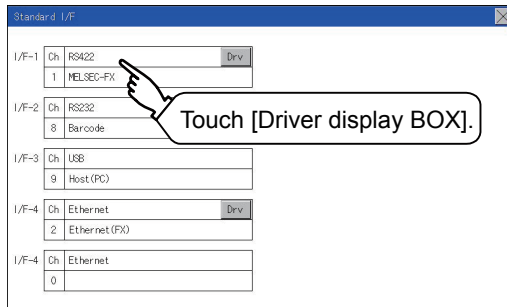 Standard I/F
I/F-1 Ch RS422 Drv
1 MELSEC-FX
I/F-2 Ch RS232
8 Barcode
Touch [Driver display BOX].
I/F-3 Ch USB
9 Host(PC)
I/F-4 Ch Ethernet Drv
2 Ethernet(FX)
I/F-4 Ch Ethernet
0